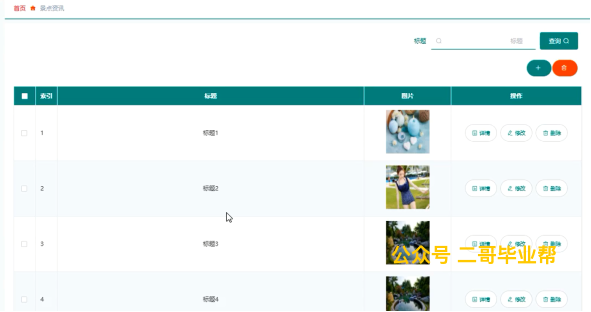 首页 景点资讯
标题 标题 查询
索引 标题 图片 操作
1 标题1 详情 修改 删除
2 标题2 详情 修改 删除
3 标题3 详情 修改 删除
公众号 二哥毕业帮
4 标题4 详情 修改 删除